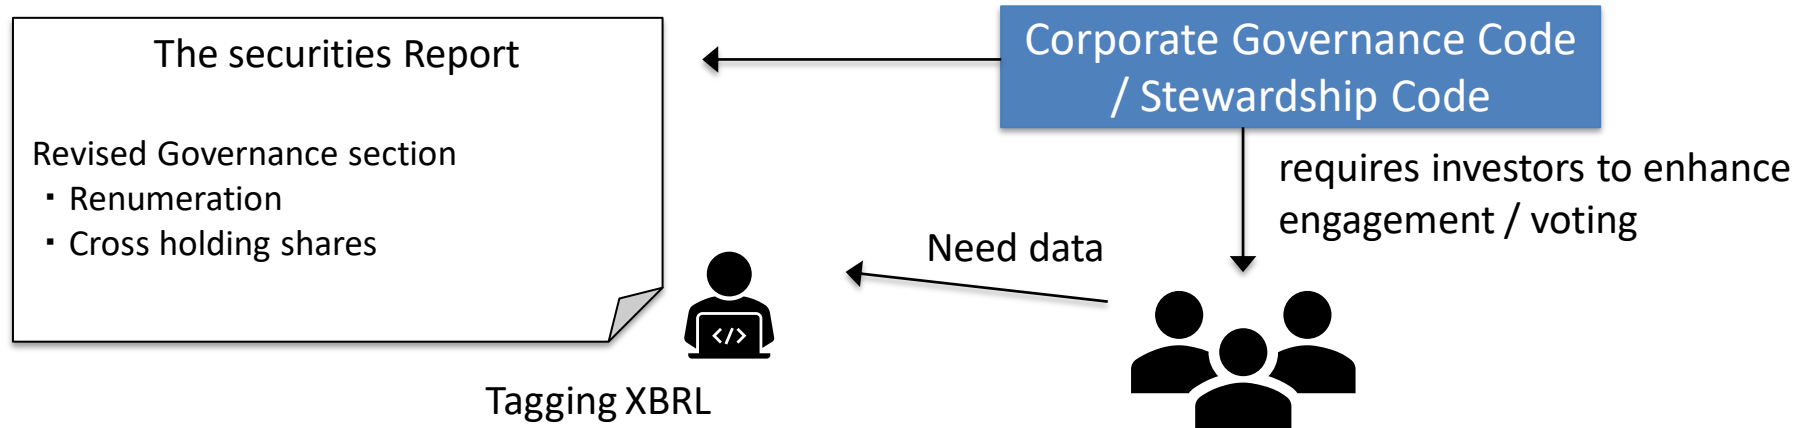 The securities Report
Corporate Governance Code
/ Stewardship Code
Revised Governance section
・Renumeration
・Cross holding shares
requires investors to enhance
engagement / voting
Need data
</>
Tagging XBRL